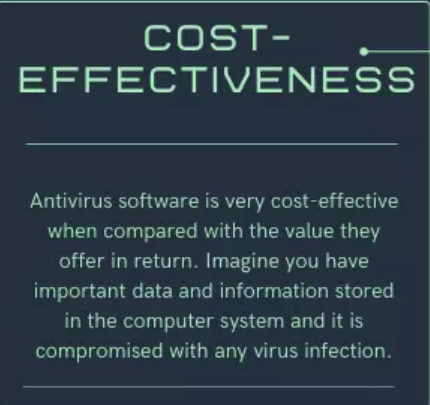 COST-
EFFECTIVENESS
Antivirus software is very cost-effective
when compared with the value they
offer in return. Imagine you have
important data and information stored
in the computer system and it is
compromised with any virus infection.